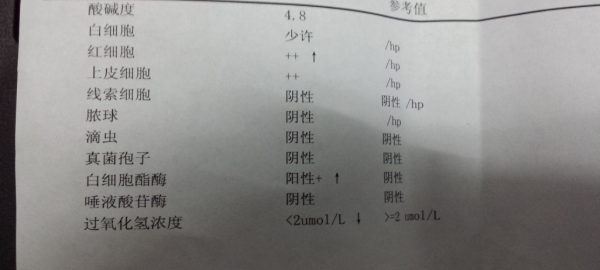 参考值
酸碱度 4.8
白细胞 少许 /hp
红细胞 ++ ↑ /hp
上皮细胞 ++ /hp
线索细胞 阴性 阴性 /hp
脓球 阴性 /hp
滴虫 阴性 阴性
真菌孢子 阴性 阴性
白细胞酯酶 阳性+ ↑ 阴性
唾液酸苷酶 阴性 阴性
过氧化氢浓度 <2umol/L ↓ >=2 umol/L